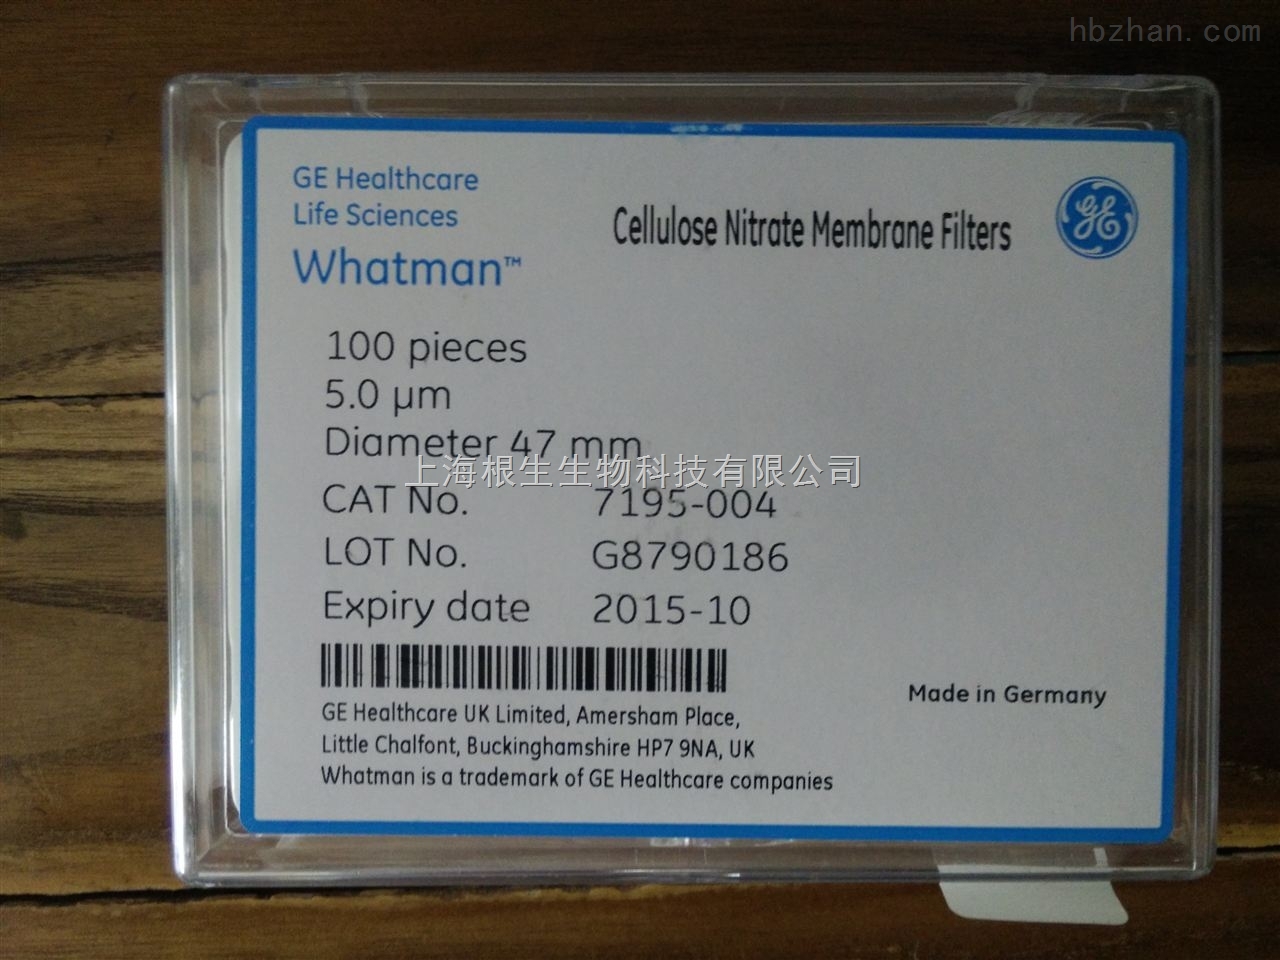 hbzhan.com
GE Healthcare
Life Sciences
Whatman™
Cellulose Nitrate Membrane Filters
GE
100 pieces
5.0 µm
Diameter 47 mm
上海根生生物科技有限公司
CAT No. 7195-004
LOT No. G8790186
Expiry date 2015-10
Made in Germany
GE Healthcare UK Limited, Amersham Place,
Little Chalfont, Buckinghamshire HP7 9NA, UK
Whatman is a trademark of GE Healthcare companies